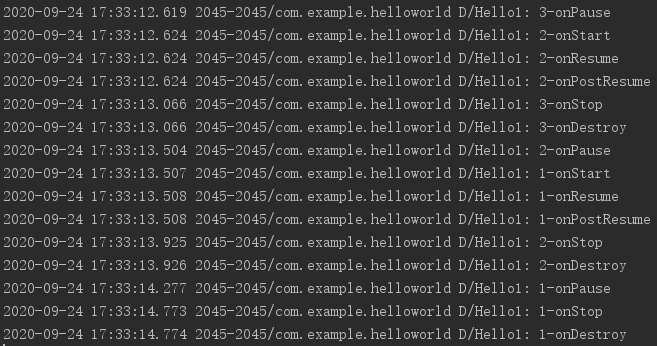 2020-09-24 17:33:12.619 2045-2045/com.example.helloworld D/Hello1: 3-onPause
2020-09-24 17:33:12.624 2045-2045/com.example.helloworld D/Hello1: 2-onStart
2020-09-24 17:33:12.624 2045-2045/com.example.helloworld D/Hello1: 2-onResume
2020-09-24 17:33:12.624 2045-2045/com.example.helloworld D/Hello1: 2-onPostResume
2020-09-24 17:33:13.066 2045-2045/com.example.helloworld D/Hello1: 3-onStop
2020-09-24 17:33:13.066 2045-2045/com.example.helloworld D/Hello1: 3-onDestroy
2020-09-24 17:33:13.504 2045-2045/com.example.helloworld D/Hello1: 2-onPause
2020-09-24 17:33:13.507 2045-2045/com.example.helloworld D/Hello1: 1-onStart
2020-09-24 17:33:13.508 2045-2045/com.example.helloworld D/Hello1: 1-onResume
2020-09-24 17:33:13.508 2045-2045/com.example.helloworld D/Hello1: 1-onPostResume
2020-09-24 17:33:13.925 2045-2045/com.example.helloworld D/Hello1: 2-onStop
2020-09-24 17:33:13.926 2045-2045/com.example.helloworld D/Hello1: 2-onDestroy
2020-09-24 17:33:14.277 2045-2045/com.example.helloworld D/Hello1: 1-onPause
2020-09-24 17:33:14.773 2045-2045/com.example.helloworld D/Hello1: 1-onStop
2020-09-24 17:33:14.774 2045-2045/com.example.helloworld D/Hello1: 1-onDestroy